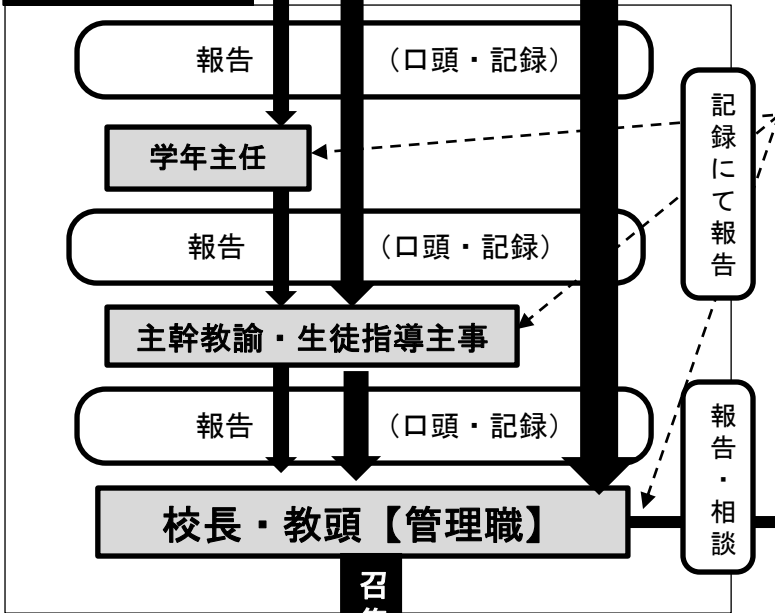 報告 （口頭・記録）
学年主任
記録にて報告
報告 （口頭・記録）
主幹教諭・生徒指導主事
報告 （口頭・記録）
報告・相談
校長・教頭【管理職】
召